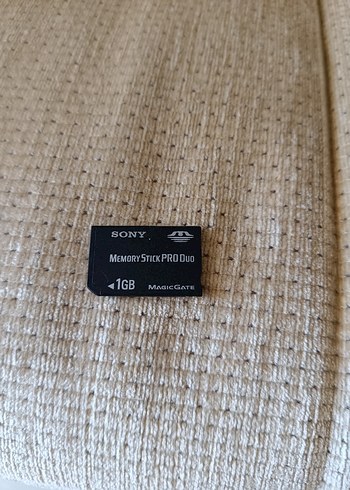 SONY
MEMORY STICK PRO DUO
◄1GB MAGICGATE